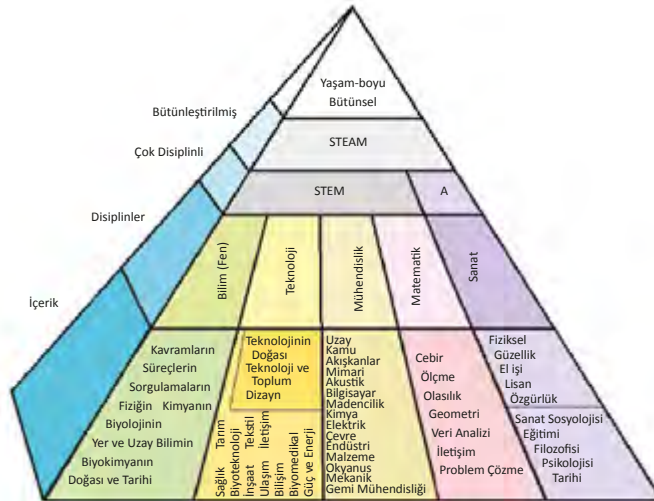 Yaşam-boyu
Bütünsel
Bütünleştirilmiş
STEAM
Çok Disiplinli
STEM
A
Disiplinler
Bilim (Fen)
Teknoloji
Mühendislik
Matematik
Sanat
İçerik
Kavramların
Süreçlerin
Sorgulamaların
Fiziğin Kimyanın
Biyolojinin
Yer ve Uzay Bilimin
Biyokimyanın
Doğası ve Tarihi
Teknolojinin
Doğası
Teknoloji ve
Toplum
Dizayn
Sağlık Tarım
Biyoteknoloji
İnşaat Tekstil
Ulaşım İletişim
Bilişim
Biyomedikal
Güç ve Enerji
Uzay
Kamu
Akışkanlar
Mimari
Akustik
Bilgisayar
Madencilik
Kimya
Elektrik
Çevre
Endüstri
Malzeme
Okyanus
Mekanik
Gemi Mühendisliği
Cebir
Ölçme
Olasılık
Geometri
Veri Analizi
İletişim
Problem Çözme
Fiziksel
Güzellik
El işi
Lisan
Özgürlük
Sanat Sosyolojisi
Eğitimi
Filozofisi
Psikolojisi
Tarihi